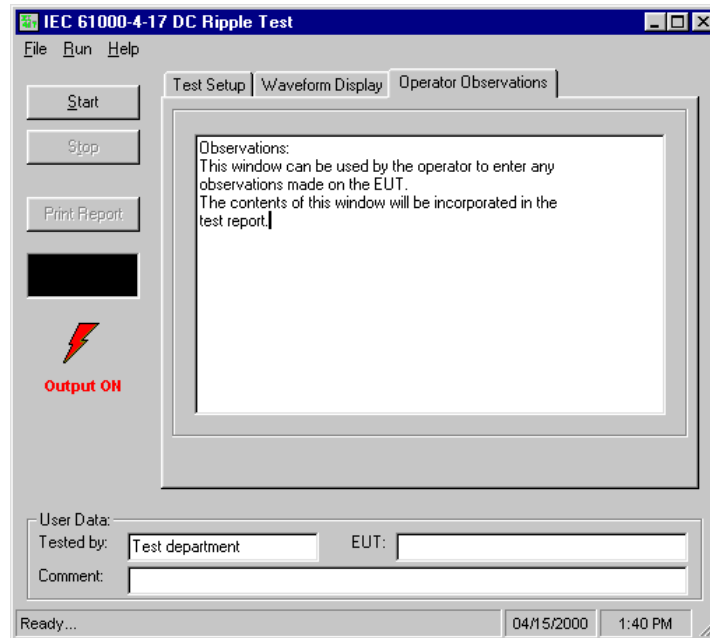 IEC 61000-4-17 DC Ripple Test
File Run Help
Test Setup Waveform Display Operator Observations
Start
Stop
Print Report
Observations:
This window can be used by the operator to enter any
observations made on the EUT.
The contents of this window will be incorporated in the
test report.
Output ON
User Data:
Tested by: Test department EUT:
Comment:
Ready... 04/15/2000 1:40 PM